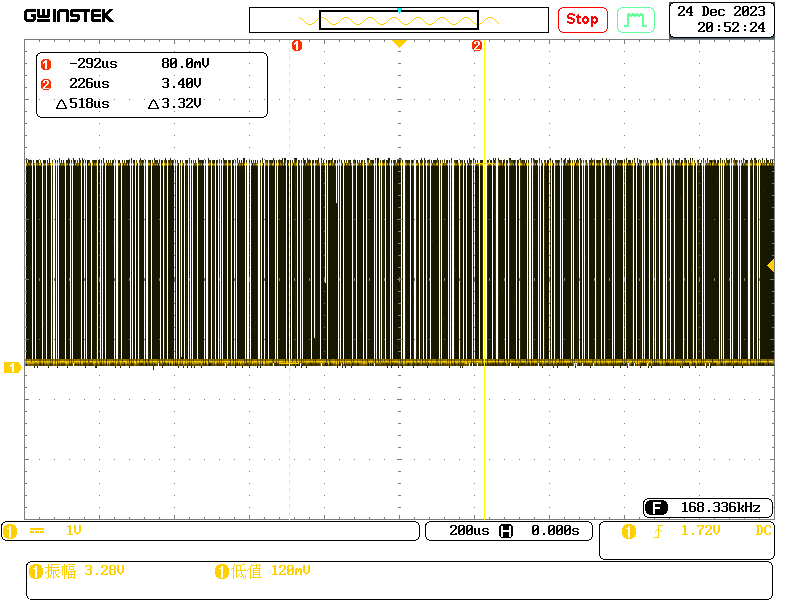 GWINSTEK
Stop
24 Dec 2023
20:52:24
1 2
1 -292us 80.0mV
2 226us 3.40V
△518us △3.32V
1
F 168.336kHz
1 1V
200us H 0.000s
1 1.72V DC
1振幅 3.28V 1低值 120mV